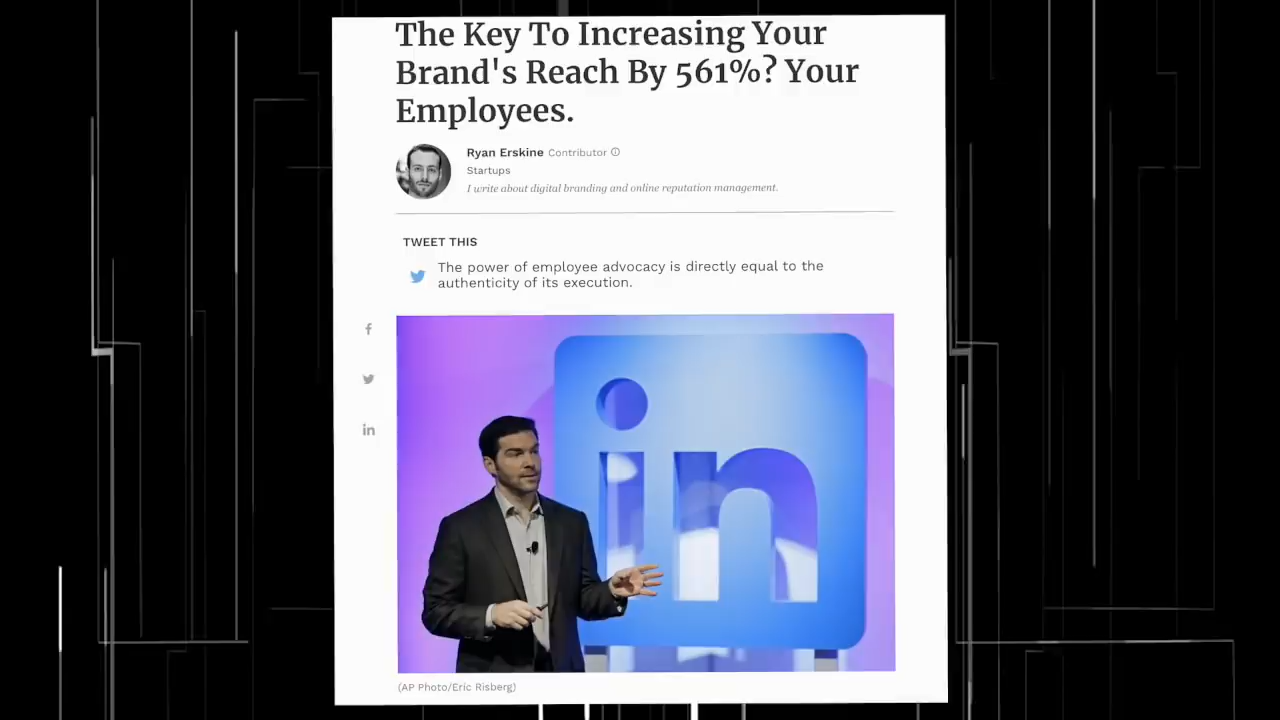 The Key To Increasing Your
Brand's Reach By 561%? Your
Employees.
Ryan Erskine Contributor
Startups
I write about digital branding and online reputation management.
TWEET THIS
The power of employee advocacy is directly equal to the
authenticity of its execution.
in
in
(AP Photo/Eric Risberg)